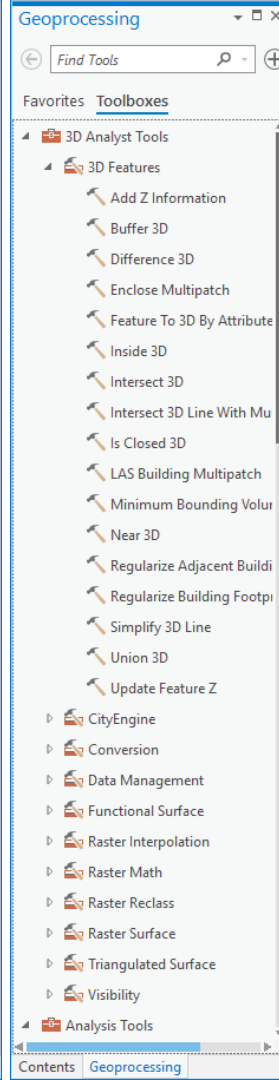 Geoprocessing
Find Tools
Favorites Toolboxes
3D Analyst Tools
3D Features
Add Z Information
Buffer 3D
Difference 3D
Enclose Multipatch
Feature To 3D By Attribute
Inside 3D
Intersect 3D
Intersect 3D Line With Mu
Is Closed 3D
LAS Building Multipatch
Minimum Bounding Volur
Near 3D
Regularize Adjacent Buildi
Regularize Building Footpr
Simplify 3D Line
Union 3D
Update Feature Z
CityEngine
Conversion
Data Management
Functional Surface
Raster Interpolation
Raster Math
Raster Reclass
Raster Surface
Triangulated Surface
Visibility
Analysis Tools
Contents Geoprocessing